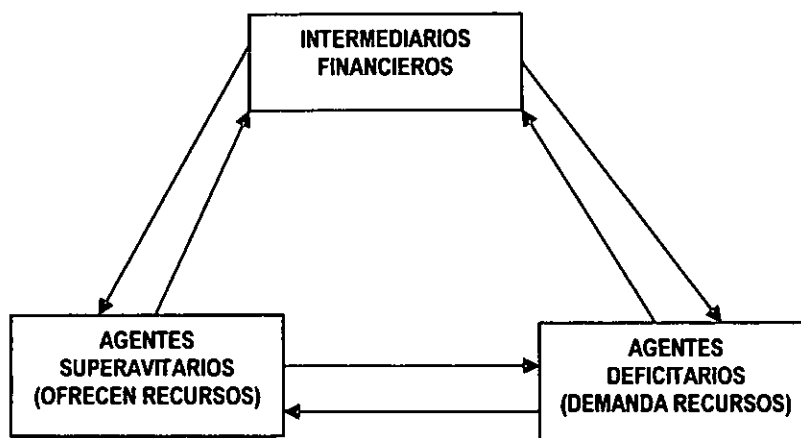 INTERMEDIARIOS
FINANCIEROS
AGENTES
SUPERAVITARIOS
(OFRECEN RECURSOS)
AGENTES
DEFICITARIOS
(DEMANDA RECURSOS)